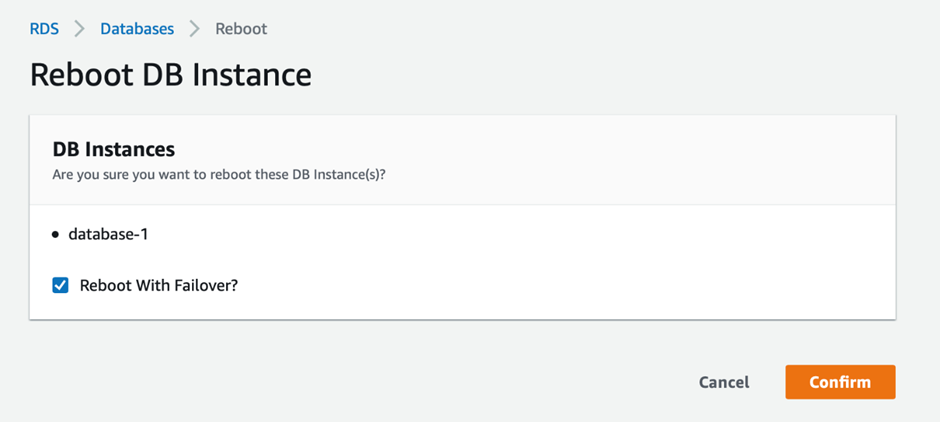 RDS > Databases > Reboot
Reboot DB Instance
DB Instances
Are you sure you want to reboot these DB Instance(s)?
• database-1
Reboot With Failover?
Cancel Confirm